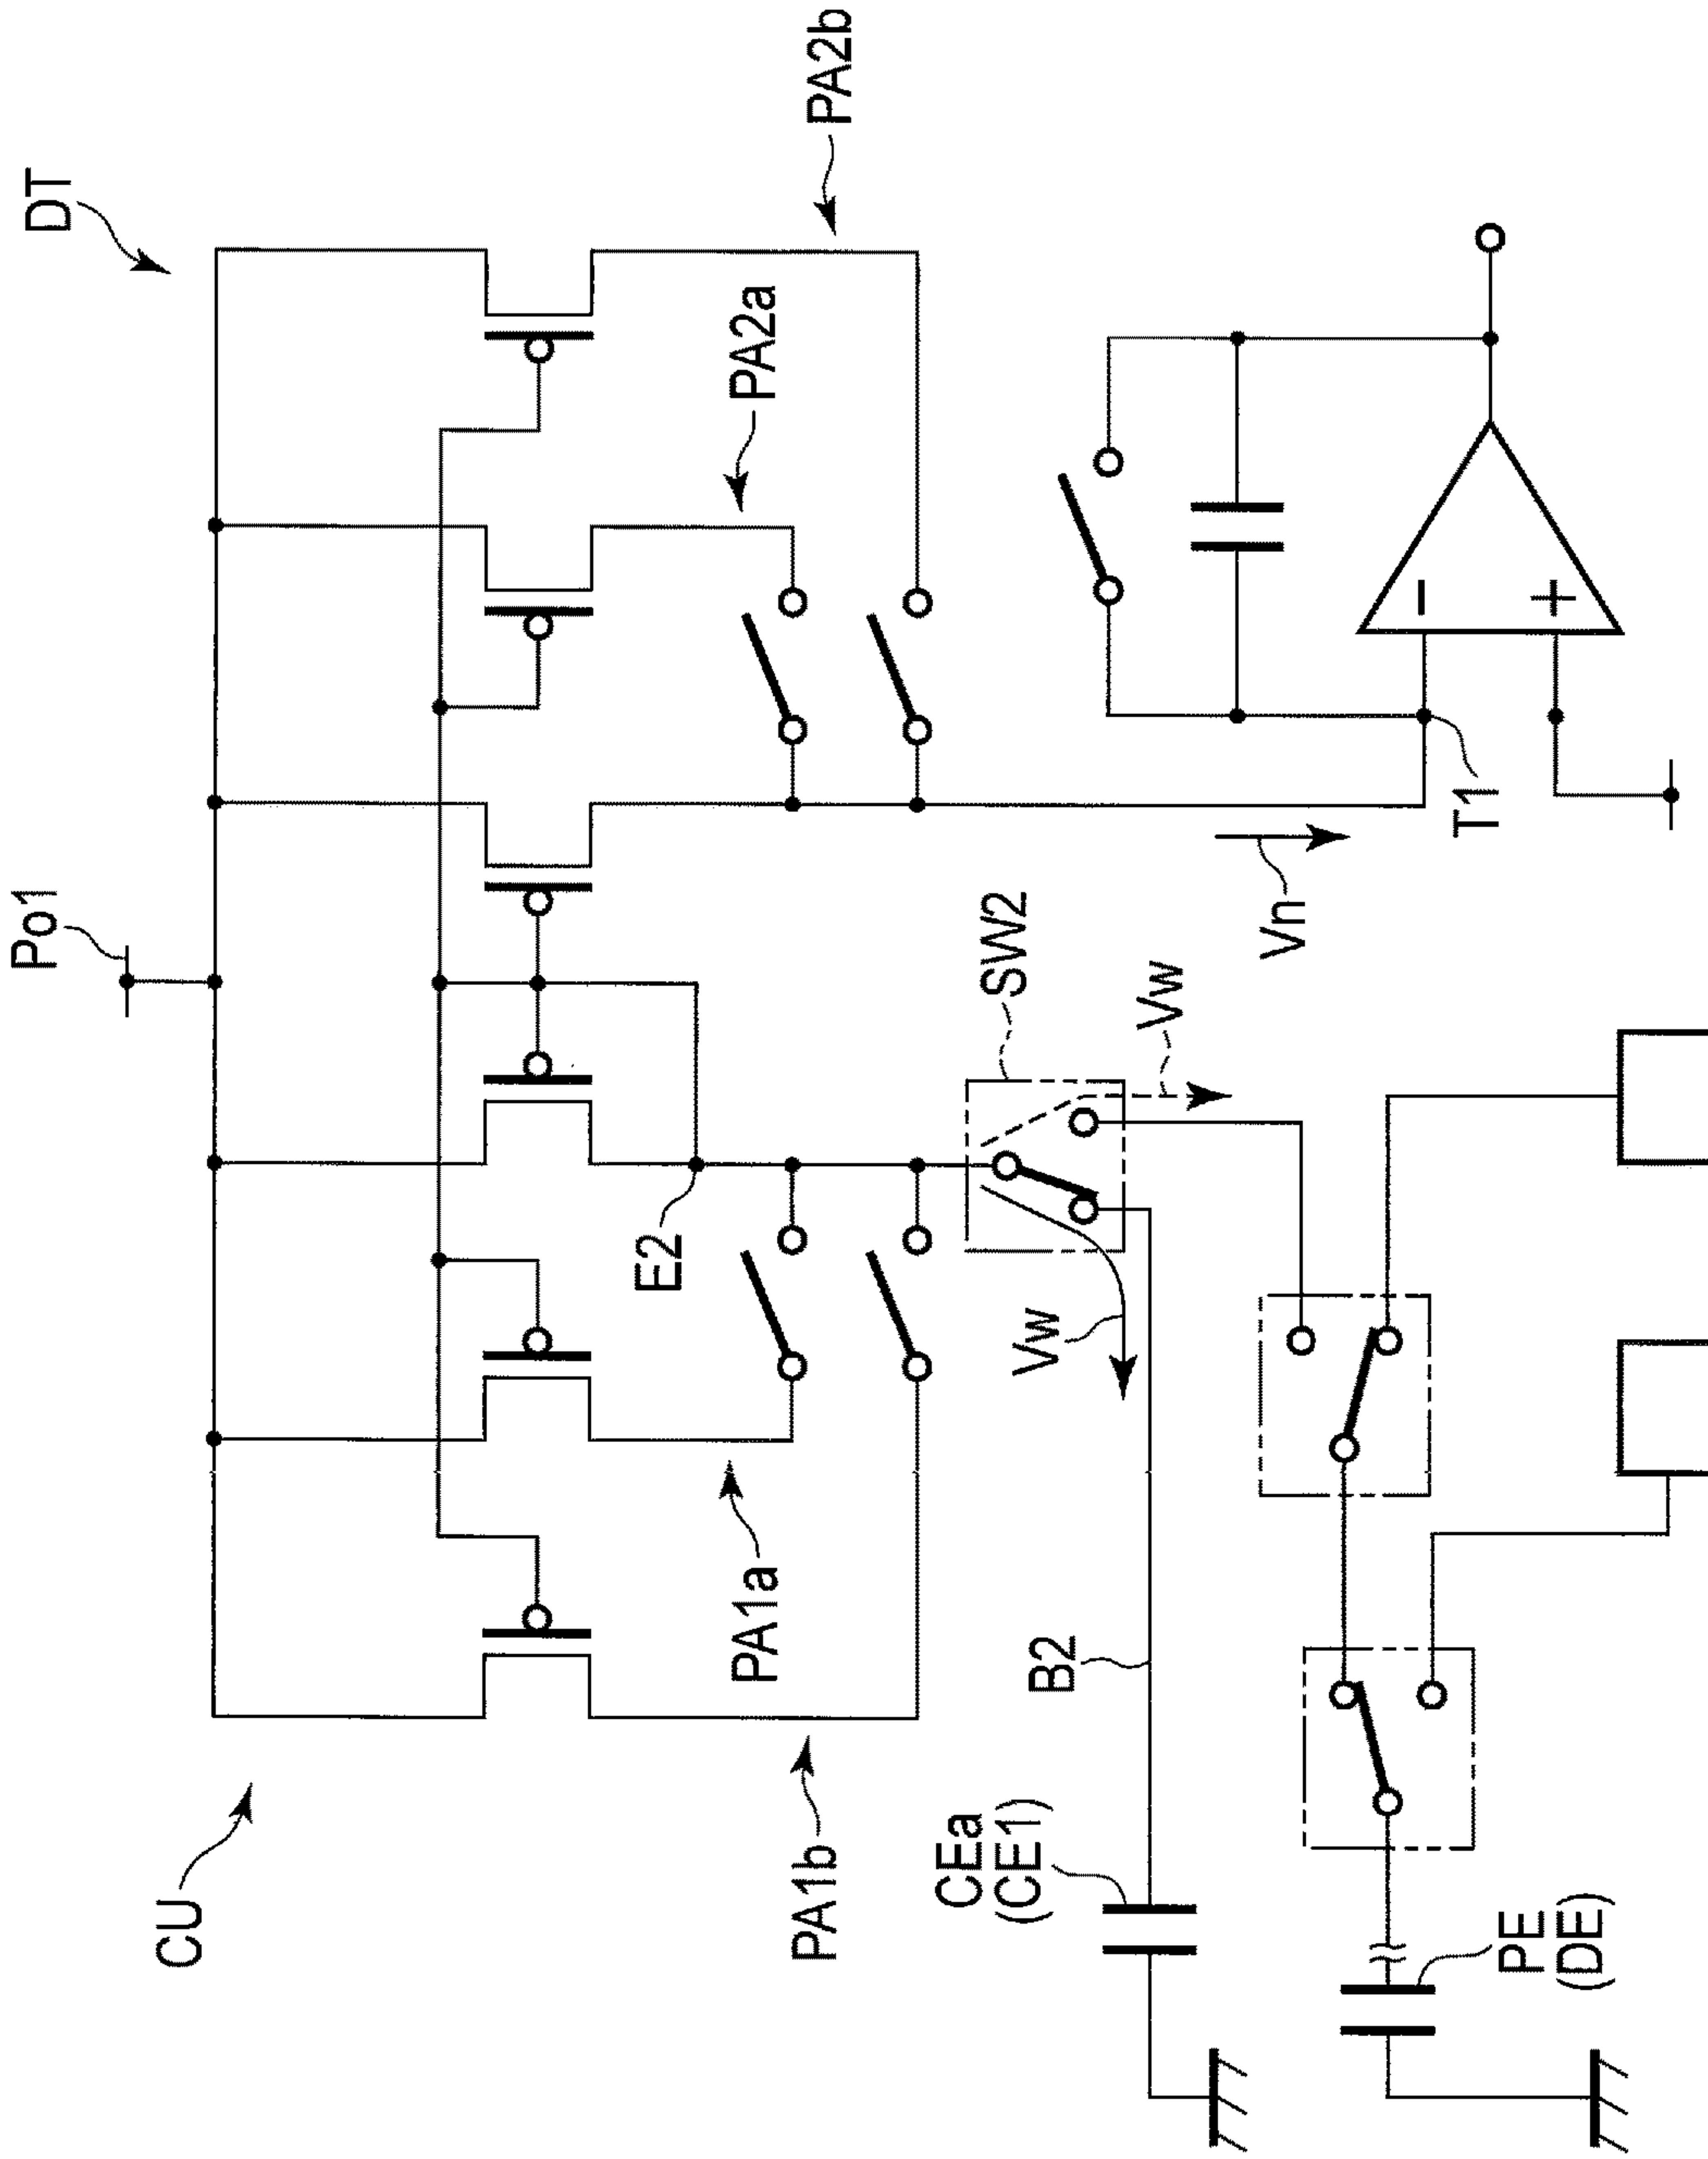 DT
PA2b
PA2a
Po1
SW2
Vw
Vn
T1
−
+
E2
Vw
PA1a
PA1b
B2
CU
CEa
(CE1)
PE
(DE)